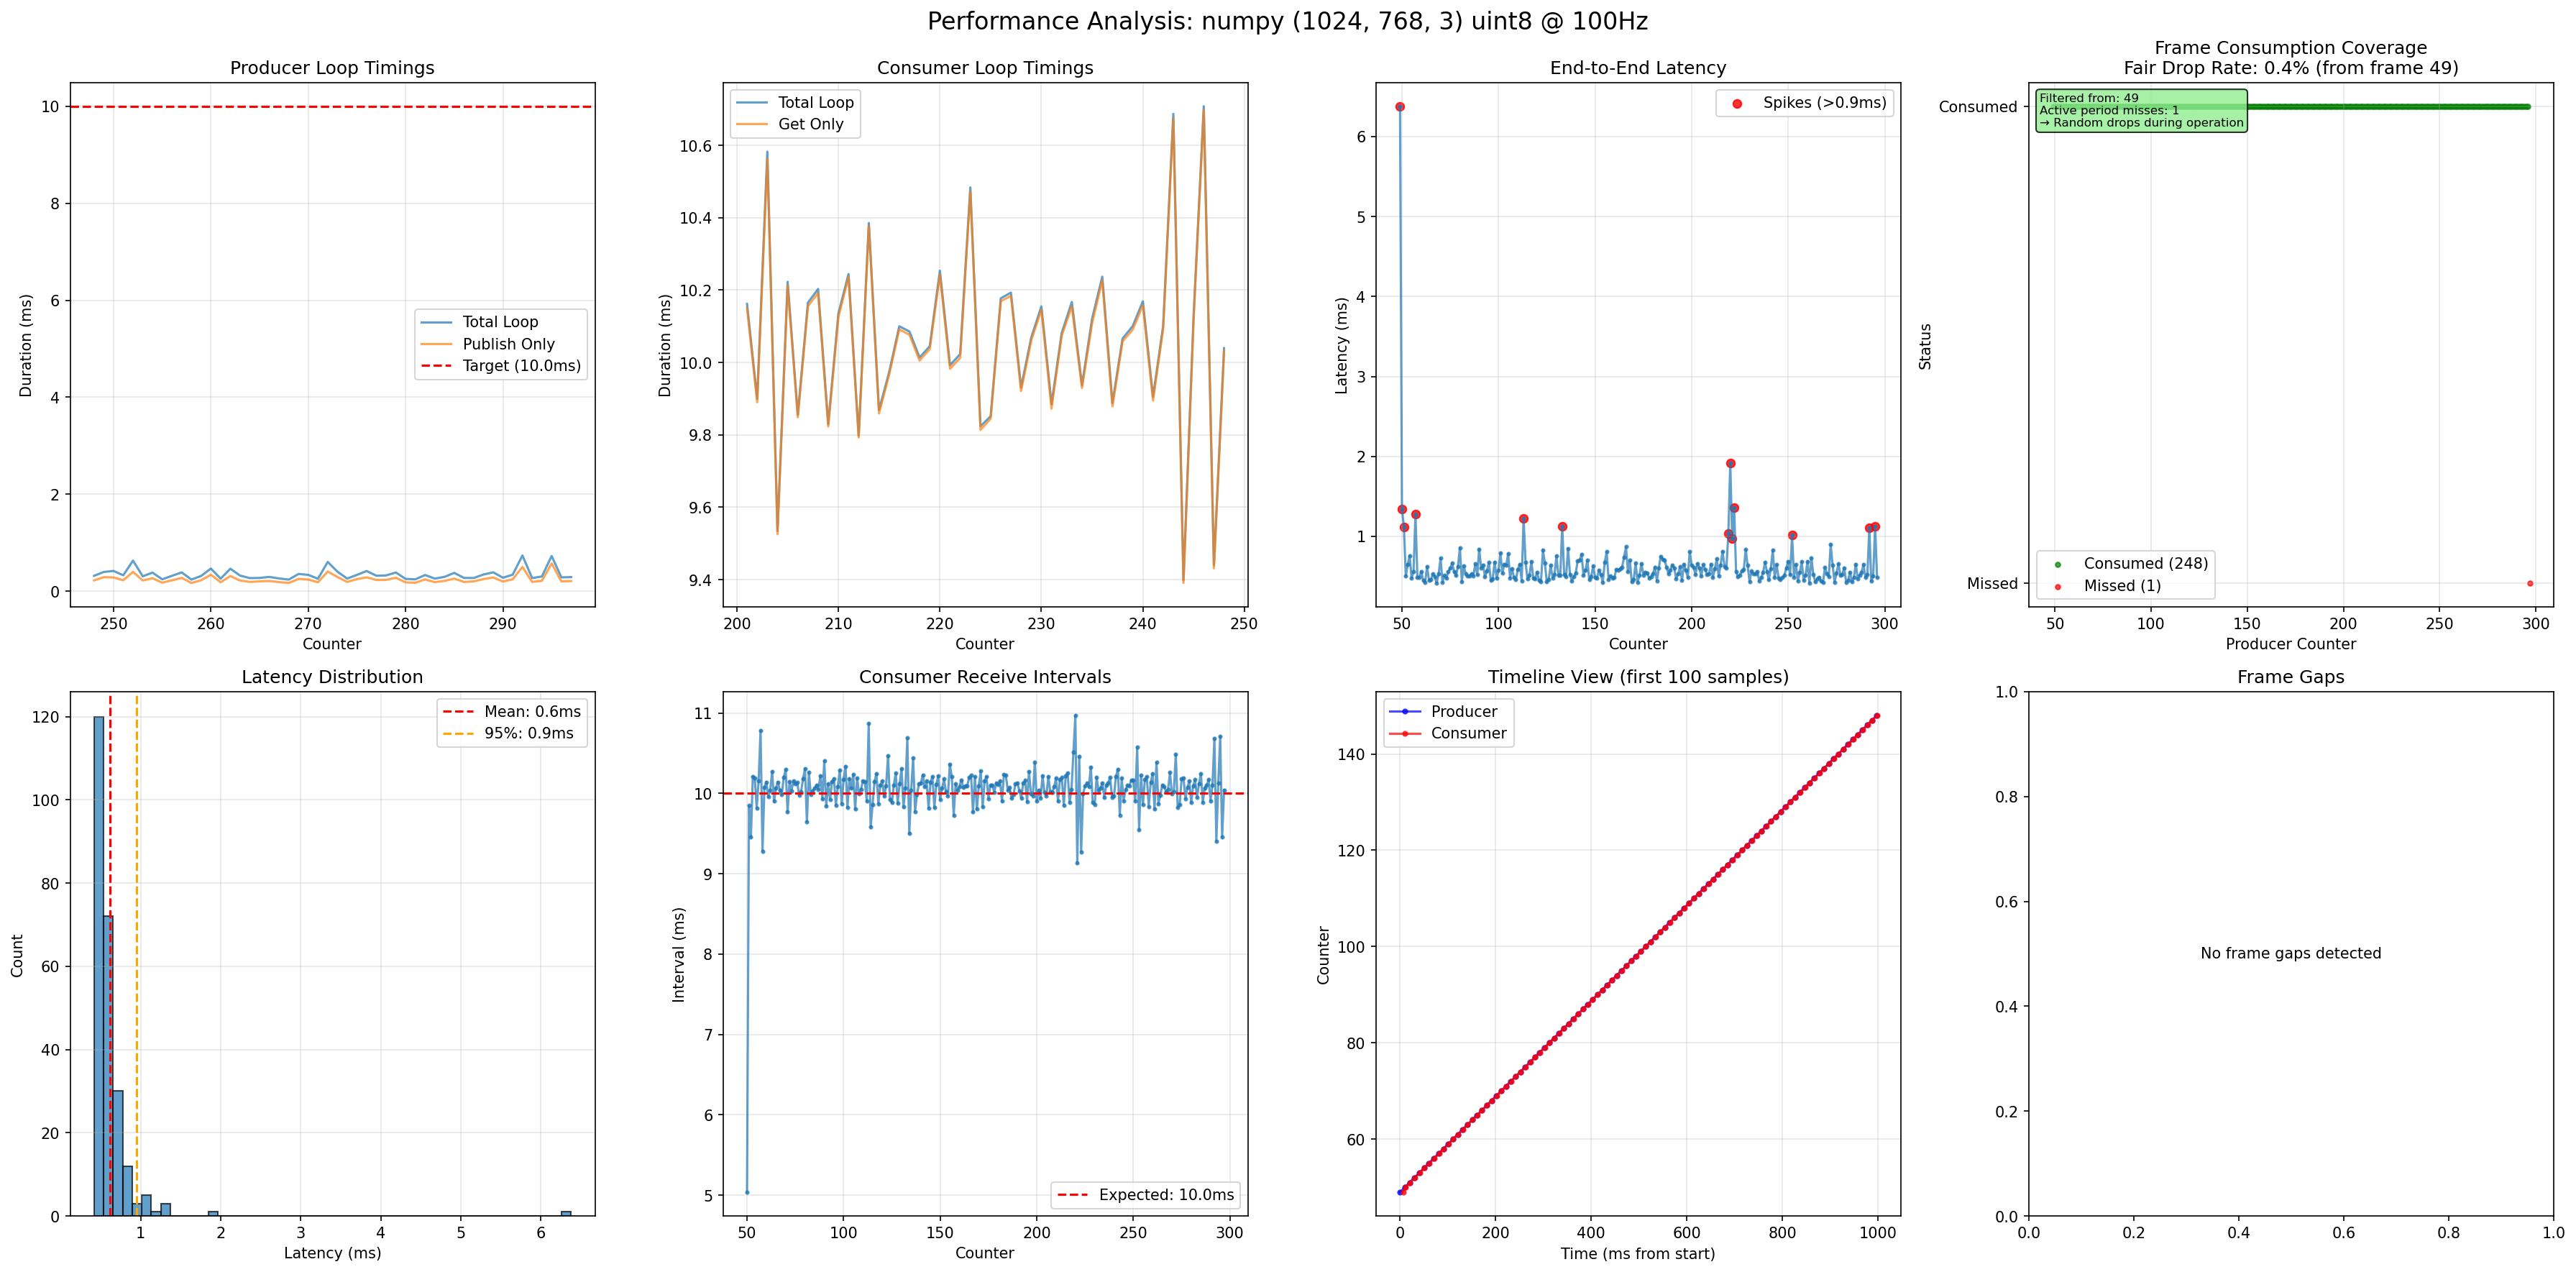 Performance Analysis: numpy (1024, 768, 3) uint8 @ 100Hz
Producer Loop Timings
10
8
6
4
2
0
Duration (ms)
Total Loop
Publish Only
Target (10.0ms)
250
260
270
280
290
Counter
Consumer Loop Timings
Total Loop
Get Only
10.6
10.4
10.2
10.0
9.8
9.6
9.4
Duration (ms)
200
210
220
230
240
250
Counter
End-to-End Latency
Spikes (>0.9ms)
6
5
4
3
2
1
Latency (ms)
50
100
150
200
250
300
Counter
Frame Consumption Coverage
Fair Drop Rate: 0.4% (from frame 49)
Consumed
Filtered from: 49
Active period misses: 1
→ Random drops during operation
Status
Missed
Consumed (248)
Missed (1)
50
100
150
200
250
300
Producer Counter
Latency Distribution
Mean: 0.6ms
95%: 0.9ms
120
100
80
60
40
20
0
Count
1
2
3
4
5
6
Latency (ms)
Consumer Receive Intervals
11
10
9
8
7
6
5
Interval (ms)
Expected: 10.0ms
50
100
150
200
250
300
Counter
Timeline View (first 100 samples)
Producer
Consumer
140
120
100
80
60
Counter
0
200
400
600
800
1000
Time (ms from start)
Frame Gaps
1.0
0.8
0.6
0.4
0.2
0.0
No frame gaps detected
0.0
0.2
0.4
0.6
0.8
1.0